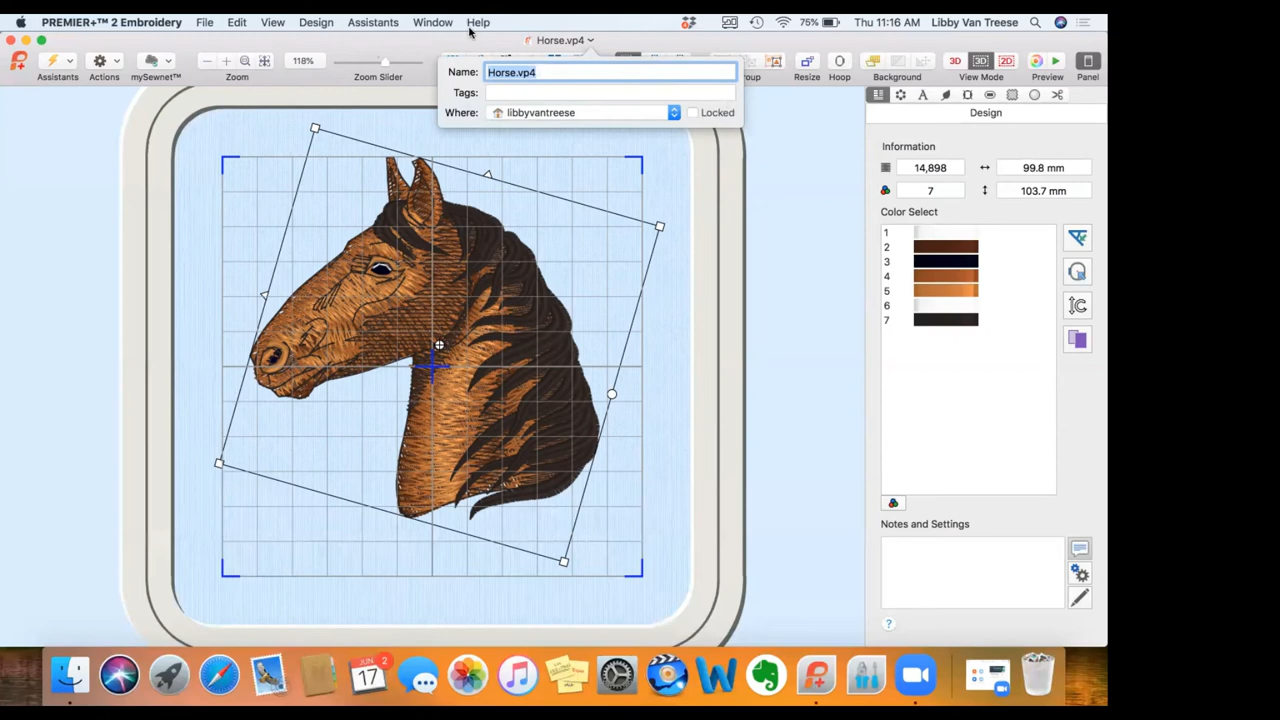 PREMIER+™ 2 Embroidery File Edit View Design Assistants Window Help 75% Thu 11:16 AM Libby Van Treese
Horse.vp4
118%
Assistants Actions mySewnet™ Zoom Zoom Slider Resize Hoop Background 3D 3D 2D View Mode Preview Panel
Name: Horse.vp4
Tags:
Where: libbyvantreese Locked
Design
Information
14,898 99.8 mm
7 103.7 mm
Color Select
1
2
3
4
5
6
7
Notes and Settings
?
JUN 2
17